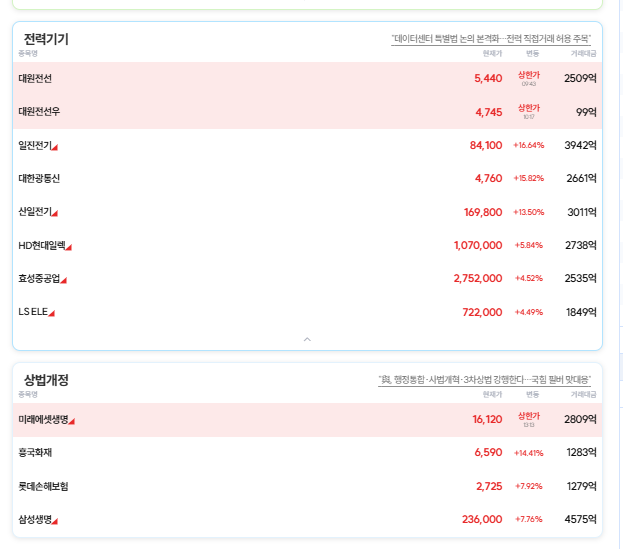 전력기기 "데이터센터 특별법 논의 본격화…전력 직접거래 허용 주목"
종목명 현재가 변동 거래대금
대원전선 5,440 상한가 2509억
09:43
대원전선우 4,745 상한가 99억
10:17
일진전기 84,100 +16.64% 3942억
대한광통신 4,760 +15.82% 2661억
산일전기 169,800 +13.50% 3011억
HD현대일렉 1,070,000 +5.84% 2738억
효성중공업 2,752,000 +4.52% 2535억
LS ELE 722,000 +4.49% 1849억
상법개정 "與, 행정통합·사법개혁·3차상법 강행한다…국힘 필버 맞대응"
종목명 현재가 변동 거래대금
미래에셋생명 16,120 상한가 2809억
흥국화재 6,590 +14.41% 1283억
롯데손해보험 2,725 +7.92% 1279억
삼성생명 236,000 +7.76% 4575억